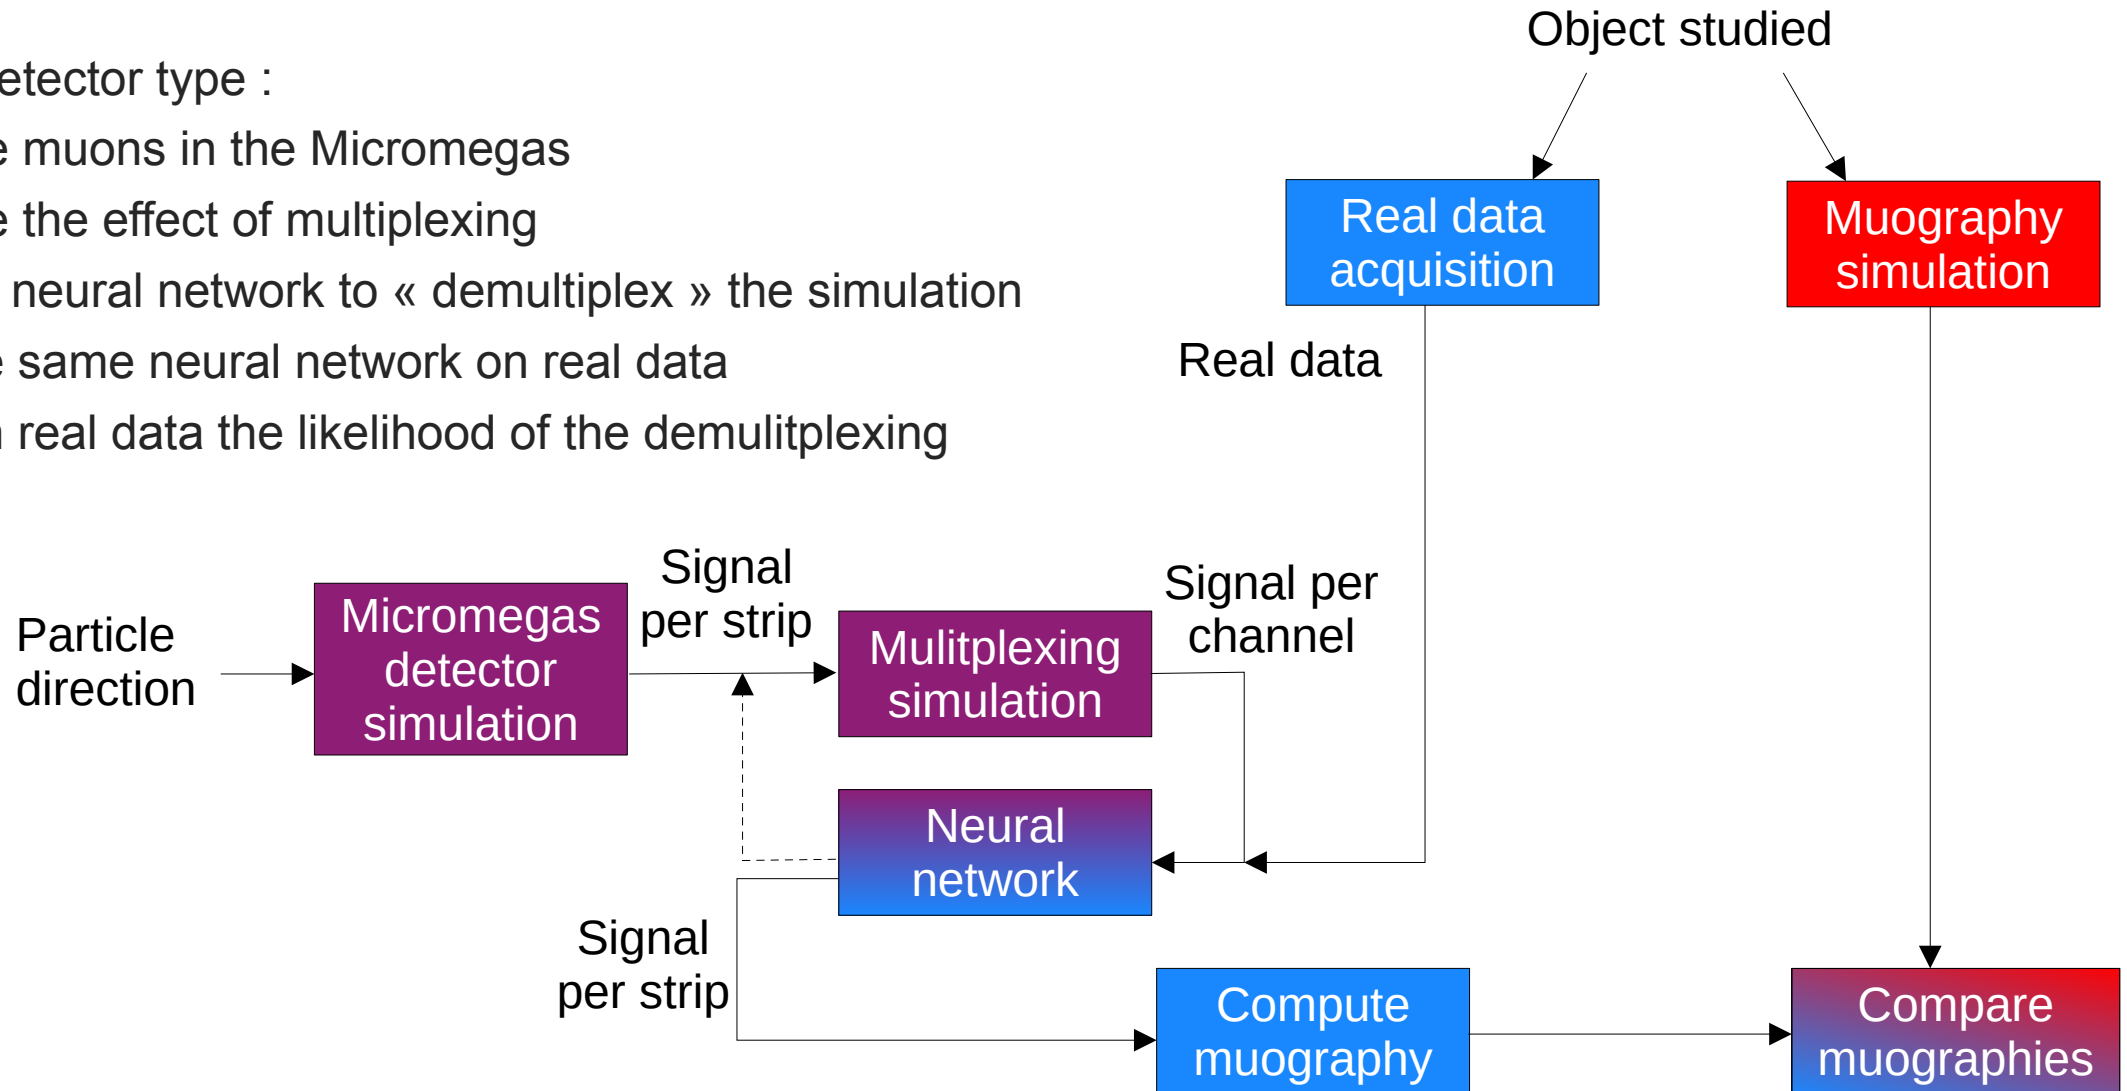 etector type :
e muons in the Micromegas
e the effect of multiplexing
neural network to « demultiplex » the simulation
e same neural network on real data
n real data the likelihood of the demulitplexing
Object studied
Real data
acquisition
Muography
simulation
Real data
Particle
direction
Micromegas
detector
simulation
Signal
per strip
Mulitplexing
simulation
Signal per
channel
Neural
network
Signal
per strip
Compute
muography
Compare
muographies